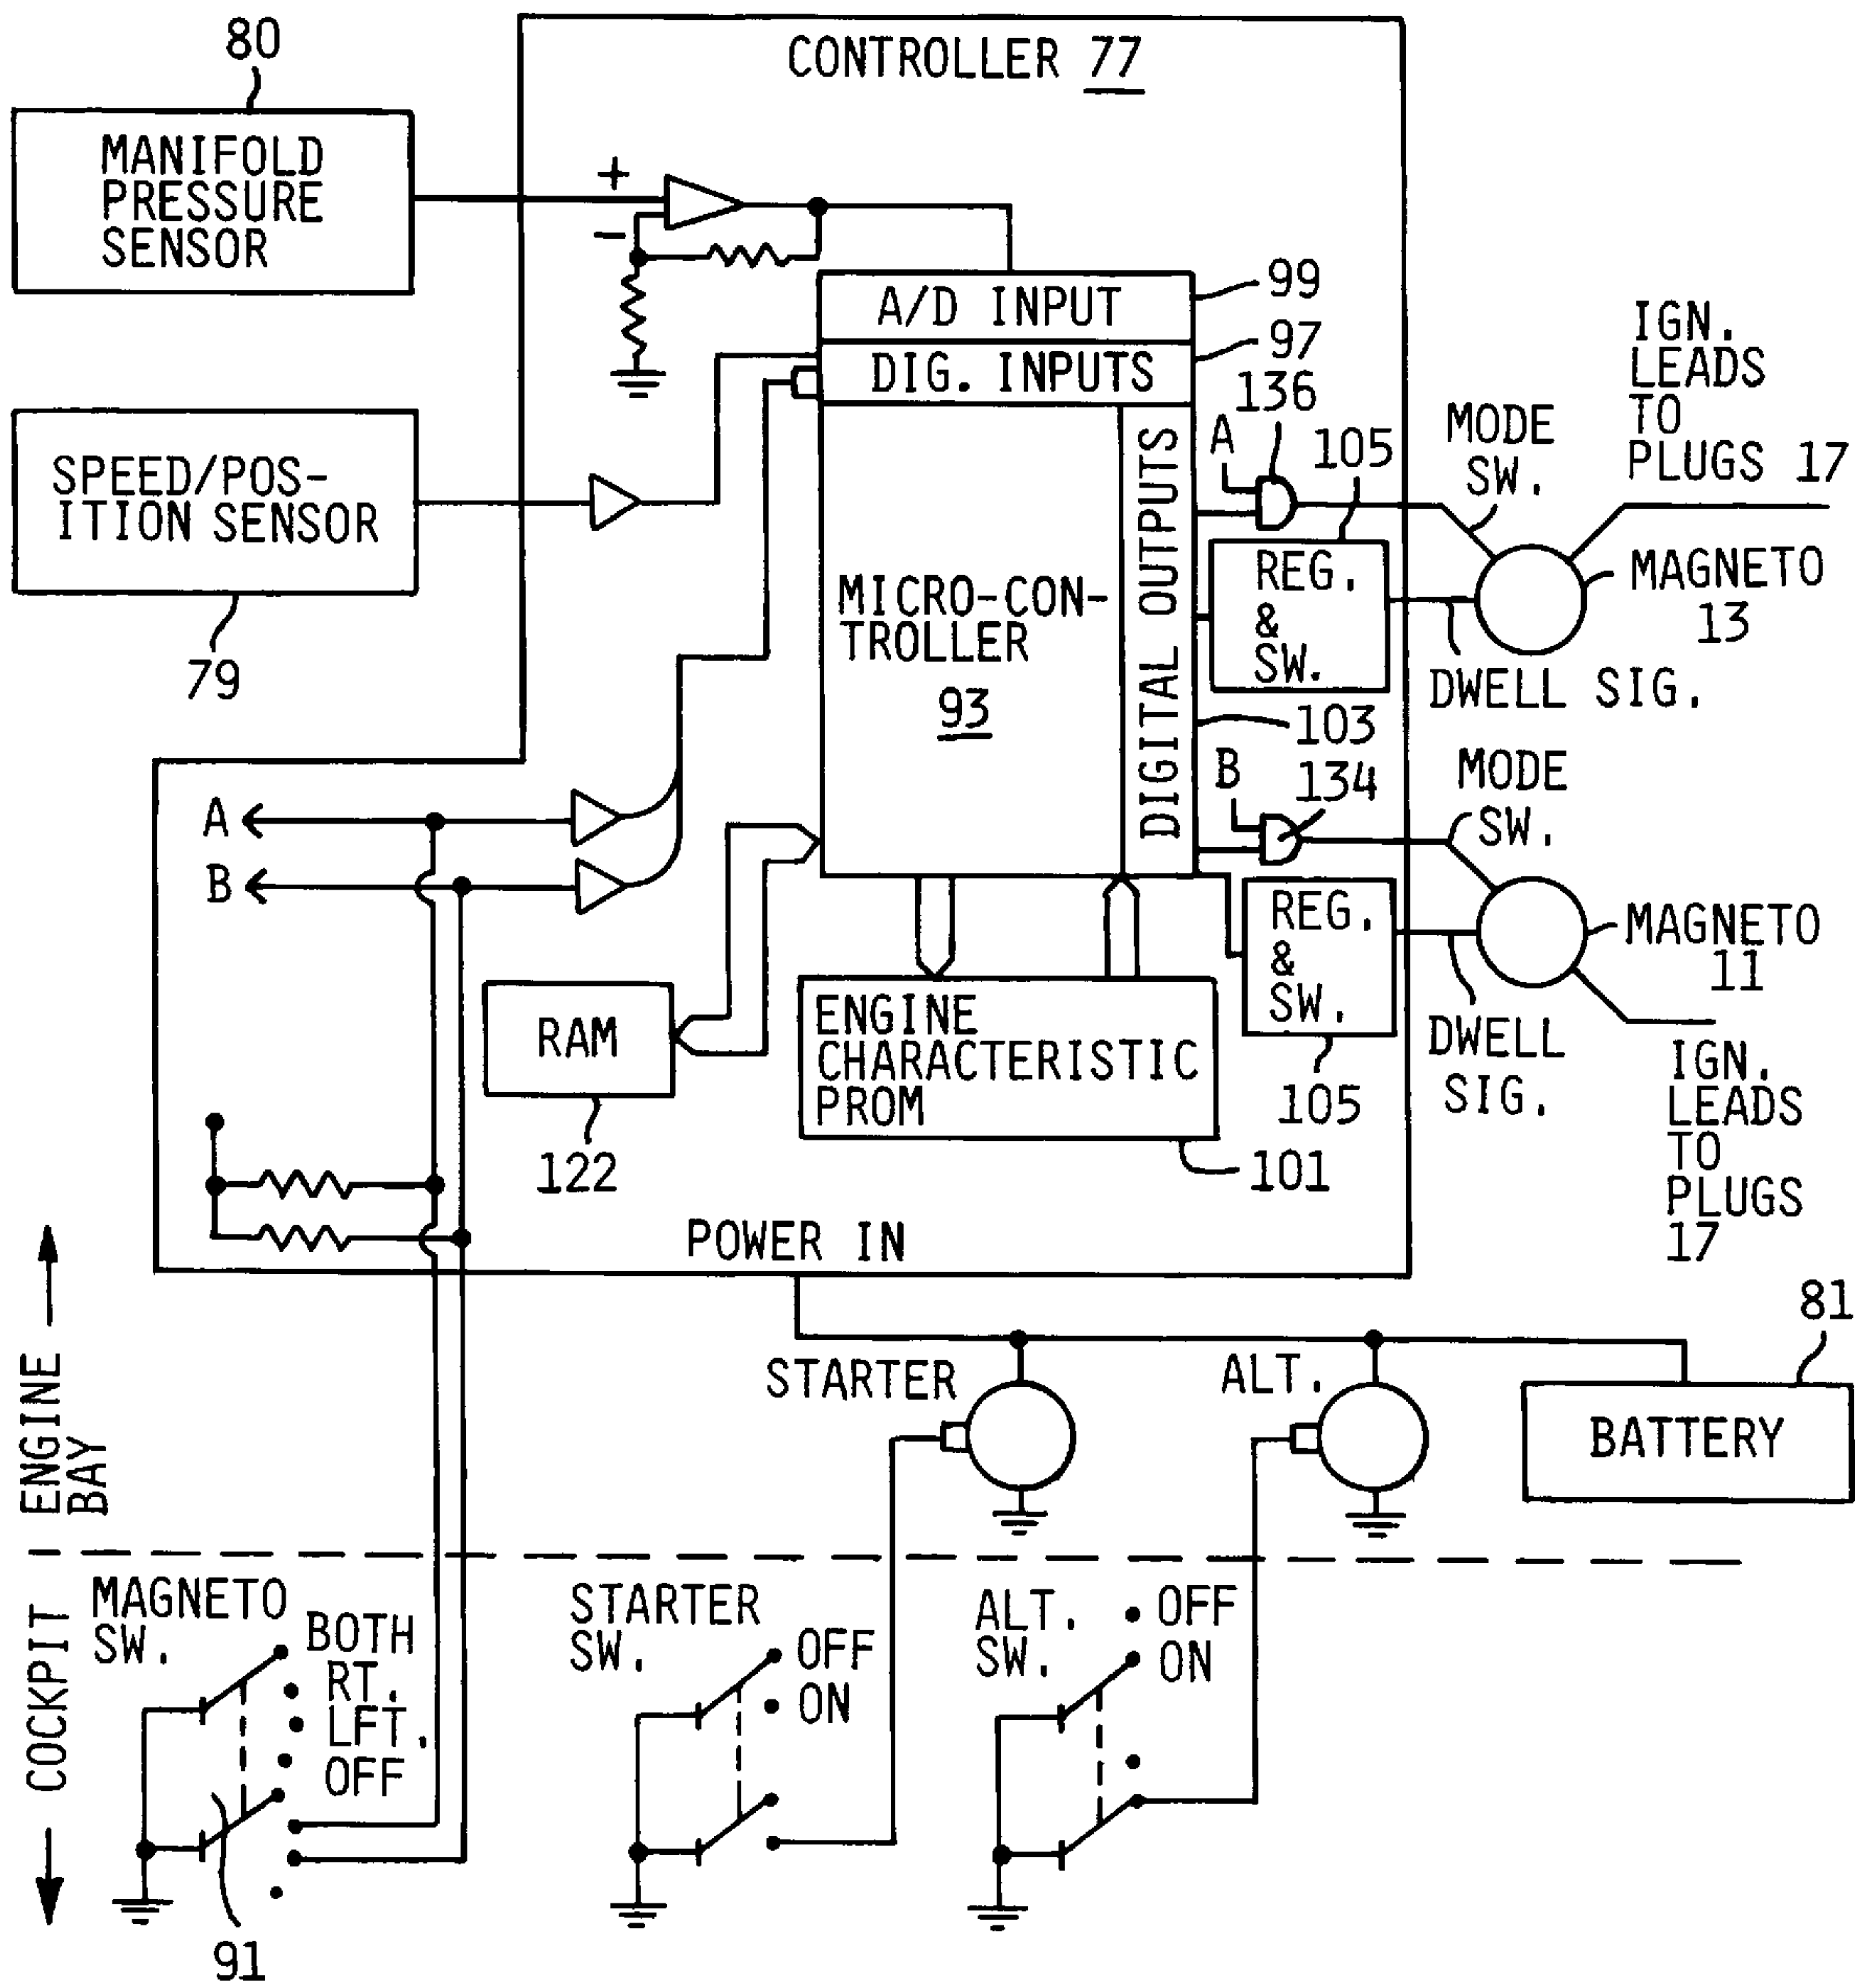 80
CONTROLLER 77
MANIFOLD
PRESSURE
SENSOR
+
−
A/D INPUT
99
DIG. INPUTS
97
136
A
105
MODE
SW.
IGN.
LEADS
TO
PLUGS 17
SPEED/POS-
ITION SENSOR
79
MICRO-CON-
TROLLER
93
DIGITAL OUTPUTS
REG.
&
SW.
MAGNETO
13
DWELL SIG.
103
B
134
MODE
SW.
A
B
REG.
&
SW.
105
MAGNETO
11
DWELL
SIG.
IGN.
LEADS
TO
PLUGS
17
RAM
122
ENGINE
CHARACTERISTIC
PROM
101
POWER IN
ENGINE
BAY
STARTER
ALT.
81
BATTERY
COCKPIT
MAGNETO
SW.
BOTH
RT.
LFT.
OFF
91
STARTER
SW.
OFF
ON
ALT.
SW.
OFF
ON